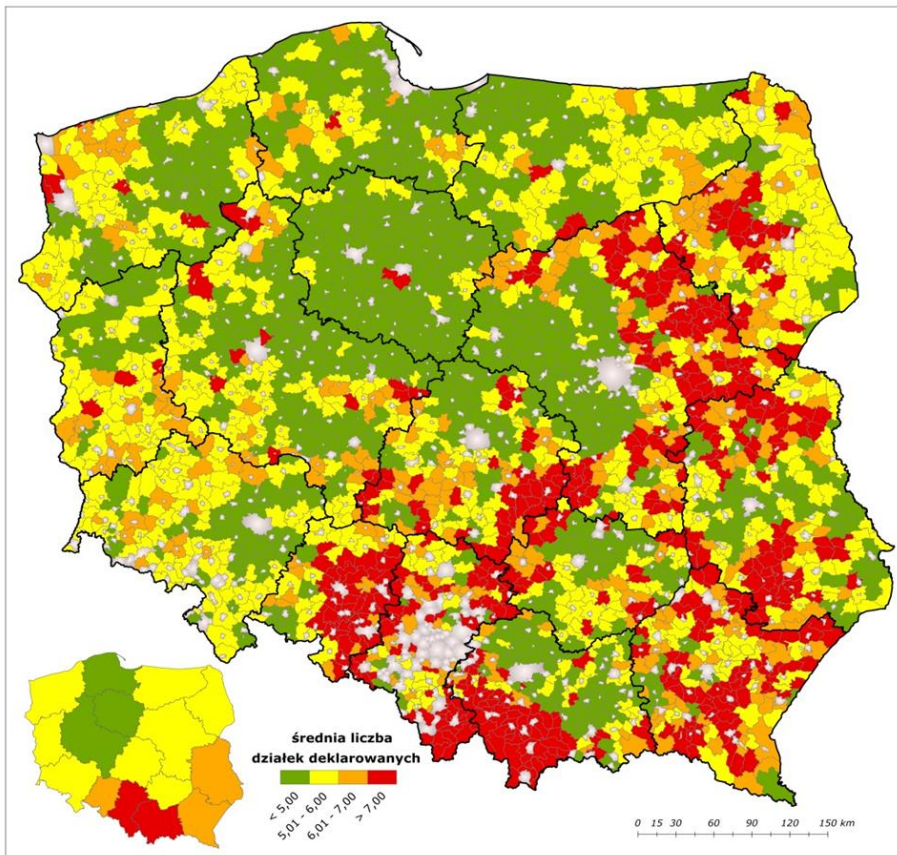 średnia liczba
działek deklarowanych
< 5,00
5,01 - 6,00
6,01 - 7,00
> 7,00
0 15 30 60 90 120 150 km